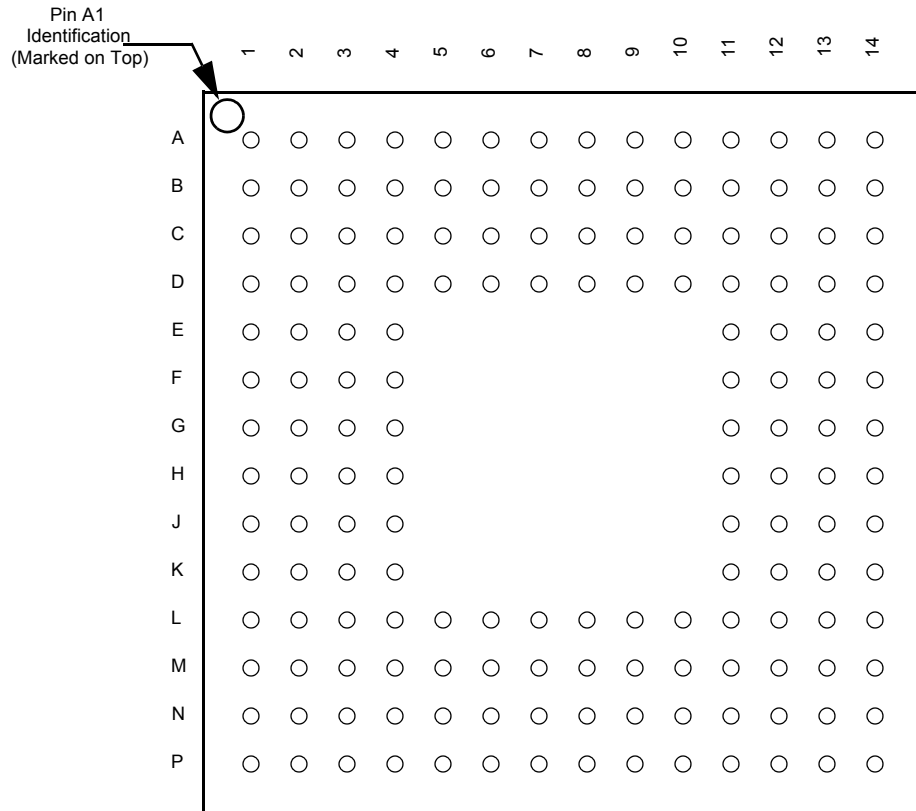 Pin A1
Identification
(Marked on Top)
1 2 3 4 5 6 7 8 9 10 11 12 13 14
A
B
C
D
E
F
G
H
J
K
L
M
N
P